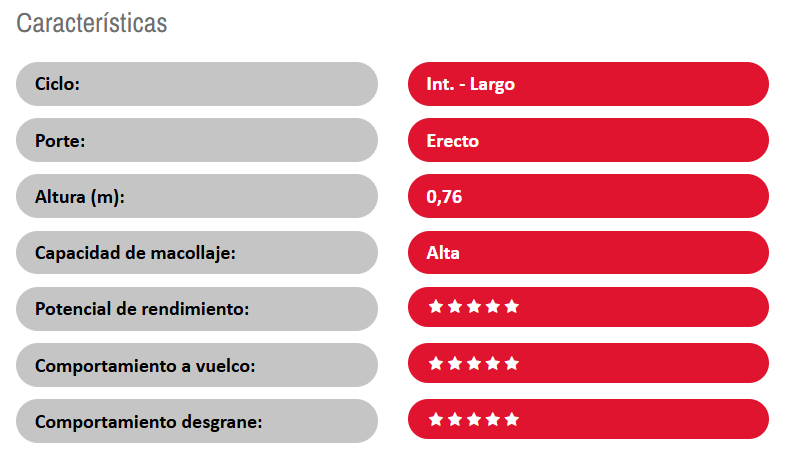 Características
Ciclo: Int. - Largo
Porte: Erecto
Altura (m): 0,76
Capacidad de macollaje: Alta
Potencial de rendimiento: ★★★★★
Comportamiento a vuelco: ★★★★★
Comportamiento desgrane: ★★★★★